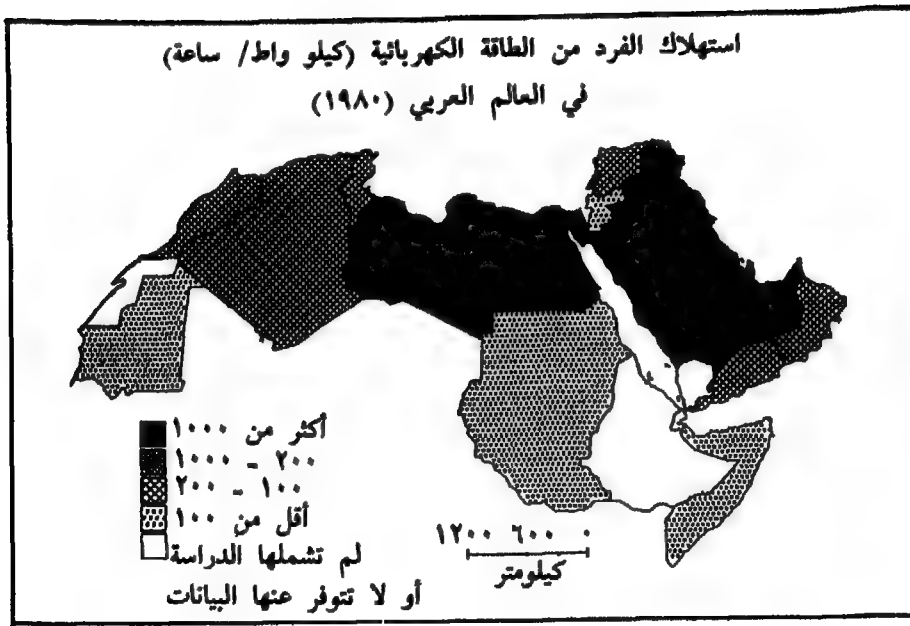 استهلاك الفرد من الطاقة الكهربائية (كيلو واط/ ساعة)
في العالم العربي (١٩٨٠)
أكثر من ١٠٠٠
٢٠٠ - ١٠٠٠
١٠٠ - ٢٠٠
أقل من ١٠٠
لم تشملها الدراسة
أو لا تتوفر عنها البيانات
١٢٠٠ ٦٠٠ ٠
كيلومتر